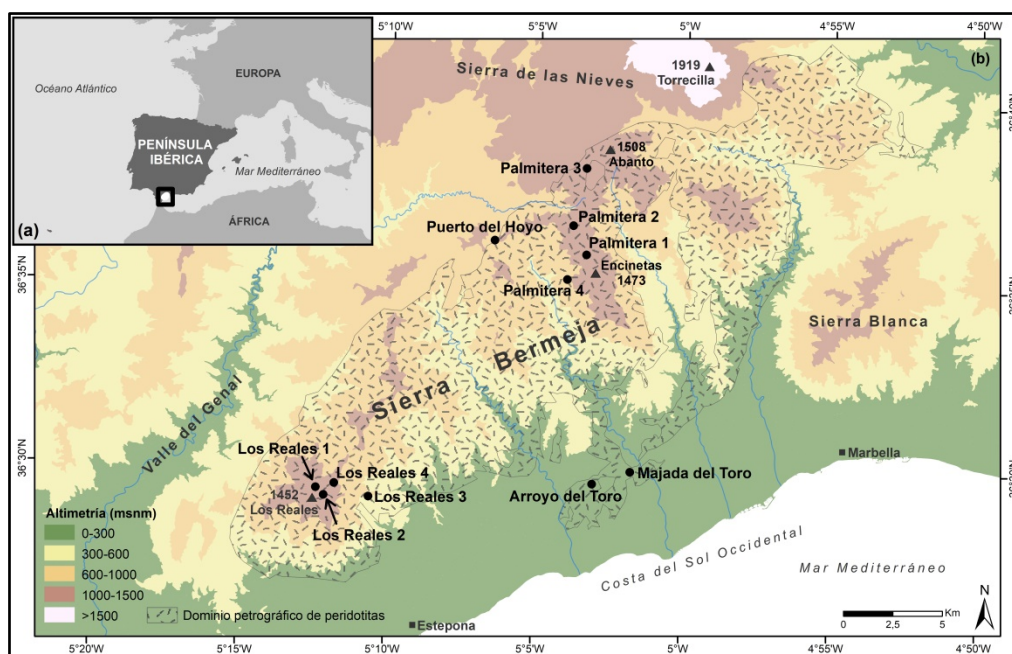 5°10'W
5°5'W
5°W
4°55'W
4°50'W
(b)
1919
Torrecilla
Sierra de las Nieves
EUROPA
Océano Atlántico
PENÍNSULA
IBÉRICA
Mar Mediterráneo
ÁFRICA
(a)
1508
Abanto
Palmitera 3
Palmitera 2
Puerto del Hoyo
Palmitera 1
Encinetas
1473
Palmitera 4
36°35'N
Sierra Blanca
Sierra Bermeja
Valle del Genal
Los Reales 1
Los Reales 4
36°30'N
Marbella
Majada del Toro
Arroyo del Toro
1452
Los Reales
Los Reales 3
Los Reales 2
Altimetría (msnm)
0-300
300-600
600-1000
1000-1500
>1500
Dominio petrográfico de peridotitas
Costa del Sol Occidental
Mar Mediterráneo
N
0 2,5 5 Km
Estepona
5°20'W
5°15'W
5°10'W
5°5'W
5°W
4°55'W
4°50'W